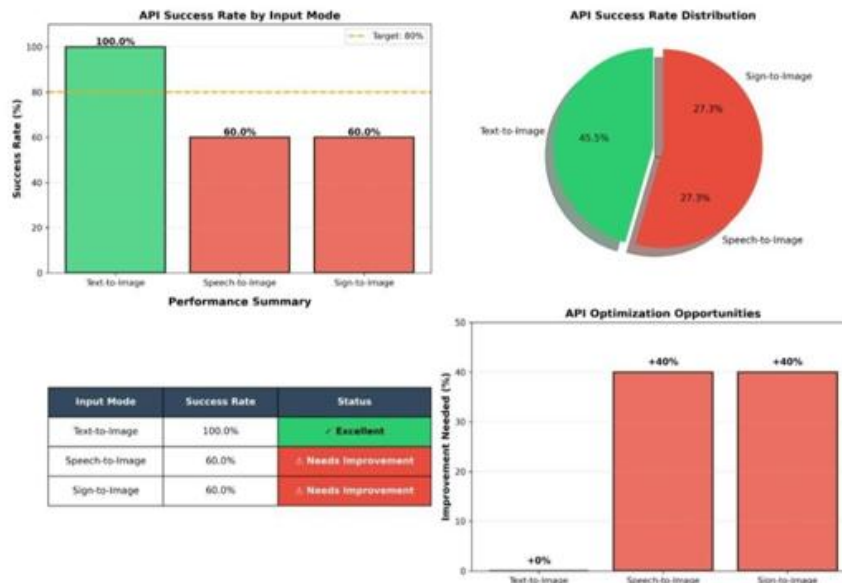 API Success Rate by Input Mode
Target: 80%
100.0%
60.0%
60.0%
100
80
60
40
20
0
Success Rate (%)
Text-to-Image
Speech-to-Image
Sign-to-Image
API Success Rate Distribution
Sign-to-Image
27.3%
Text-to-Image
45.5%
27.3%
Speech-to-Image
Performance Summary
Input Mode Success Rate Status
Text-to-Image 100.0% ✓ Excellent
Speech-to-Image 60.0% ⚠ Needs Improvement
Sign-to-Image 60.0% ⚠ Needs Improvement
API Optimization Opportunities
50
40
30
20
10
0
Improvement Needed (%)
+0%
+40%
+40%
Text-to-Image
Speech-to-Image
Sign-to-Image